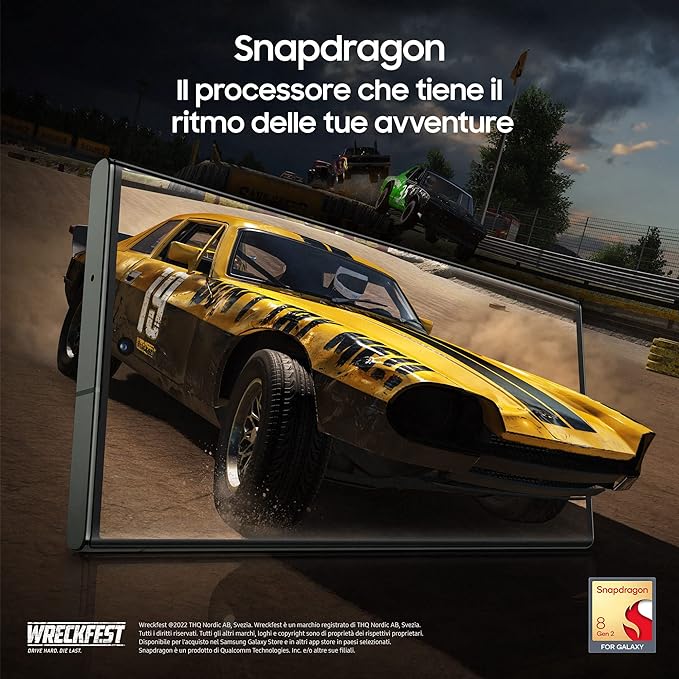 Snapdragon
Il processore che tiene il
ritmo delle tue avventure
14
WRECKFEST
DRIVE HARD. DIE LAST.
Wreckfest ©2022 THQ Nordic AB, Svezia. Wreckfest è un marchio registrato di THQ Nordic AB, Svezia.
Tutti i diritti riservati. Tutti gli altri marchi, loghi e copyright sono di proprietà dei rispettivi proprietari.
Disponibile per l'acquisto nel Samsung Galaxy Store e in altri app store in paesi selezionati.
Snapdragon è un prodotto di Qualcomm Technologies. Inc. e/o altre sue filiali.
Snapdragon
8
Gen 2
FOR GALAXY